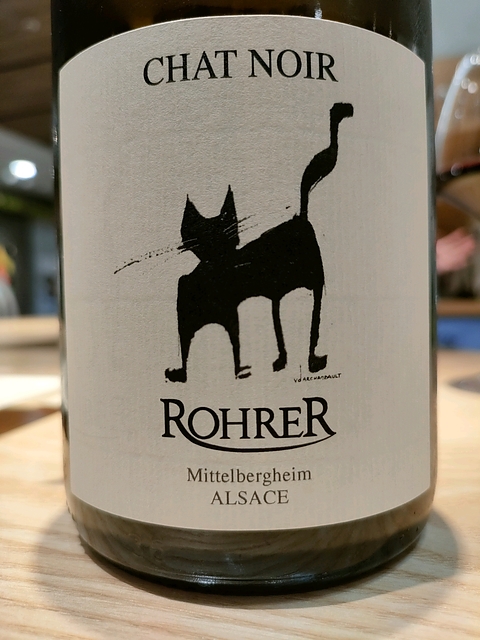 CHAT NOIR
ROHRER
Mittelbergheim
ALSACE